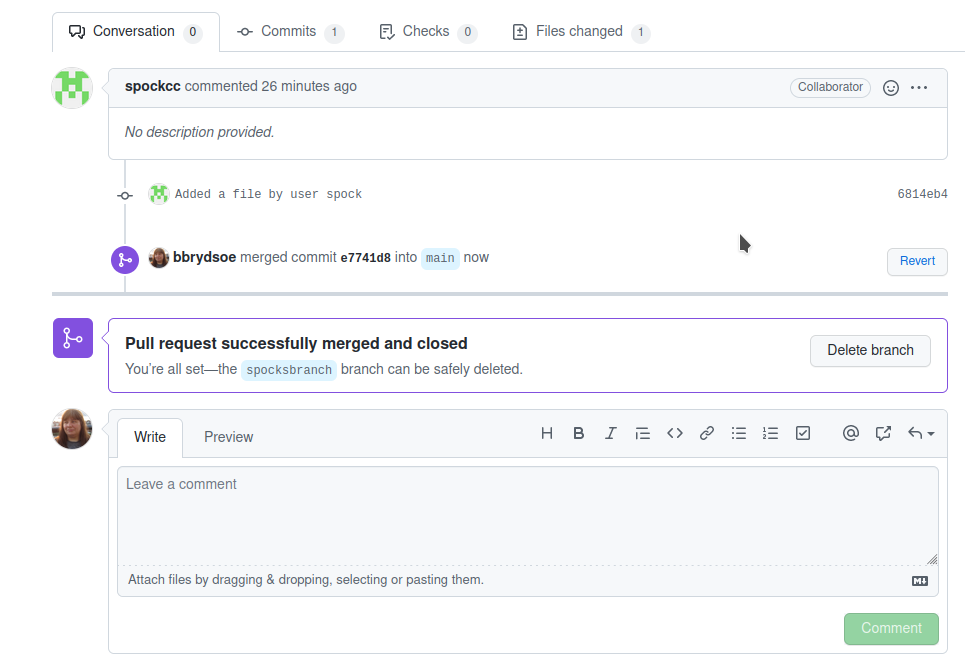 Conversation 0 Commits 1 Checks 0 Files changed 1
spockcc commented 26 minutes ago Collaborator
No description provided.
Added a file by user spock 6814eb4
bbrydsoe merged commit e7741d8 into main now Revert
Pull request successfully merged and closed
You're all set—the spocksbranch branch can be safely deleted.
Delete branch
Write Preview
Leave a comment
Attach files by dragging & dropping, selecting or pasting them.
Comment